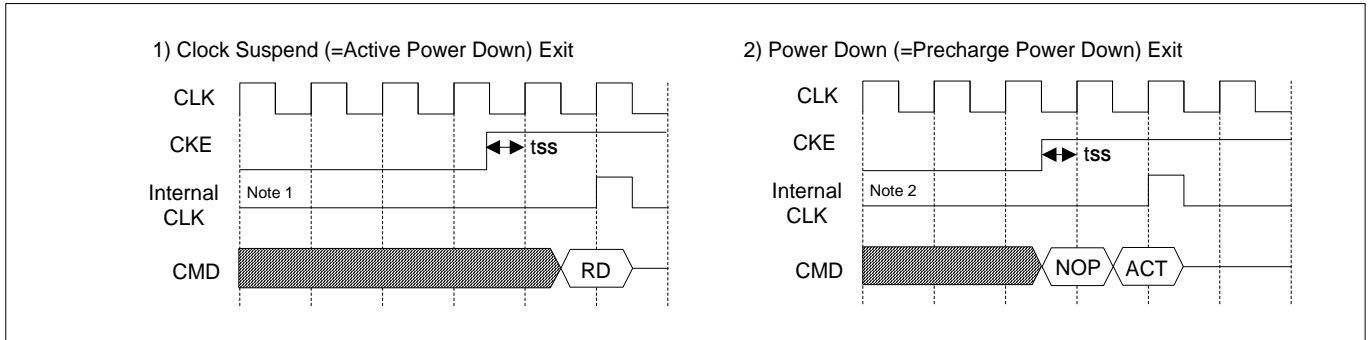 1) Clock Suspend (=Active Power Down) Exit
CLK
CKE
tss
Internal
CLK
Note 1
CMD
RD
2) Power Down (=Precharge Power Down) Exit
CLK
CKE
tss
Internal
CLK
Note 2
CMD
NOP
ACT